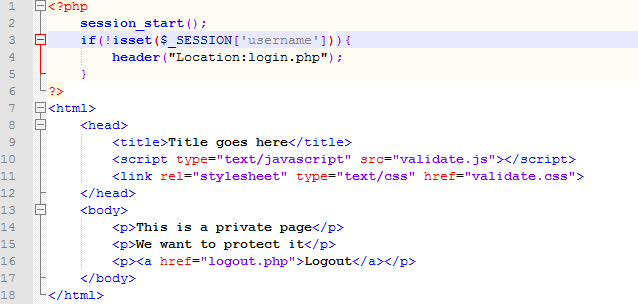 1 <?php
2 session_start();
3 if(!isset($_SESSION['username'])){
4 header("Location:login.php");
5 }
6 ?>
7 <html>
8 <head>
9 <title>Title goes here</title>
10 <script type="text/javascript" src="validate.js"></script>
11 <link rel="stylesheet" type="text/css" href="validate.css">
12 </head>
13 <body>
14 <p>This is a private page</p>
15 <p>We want to protect it</p>
16 <p><a href="logout.php">Logout</a></p>
17 </body>
18 </html>